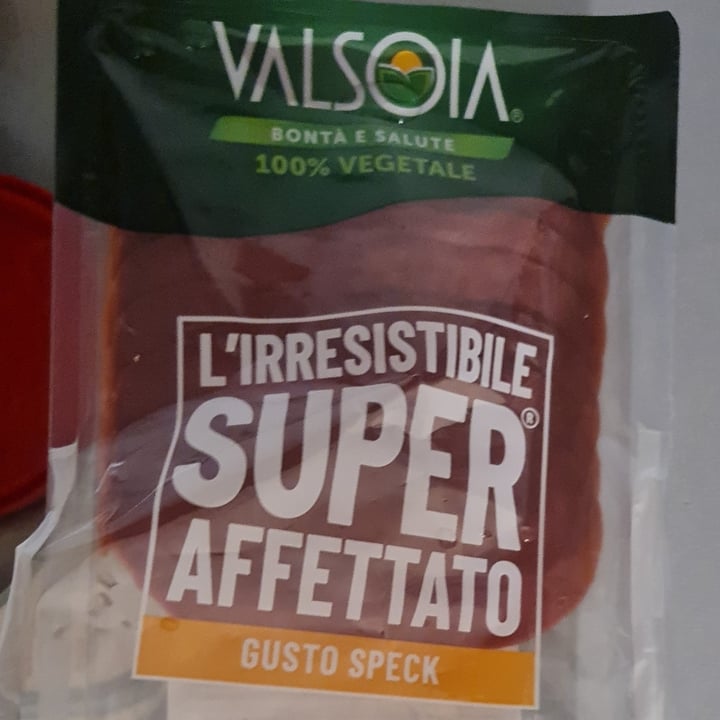 VALSOIA®
BONTÀ E SALUTE
100% VEGETALE
L'IRRESISTIBILE
SUPER®
AFFETTATO
GUSTO SPECK